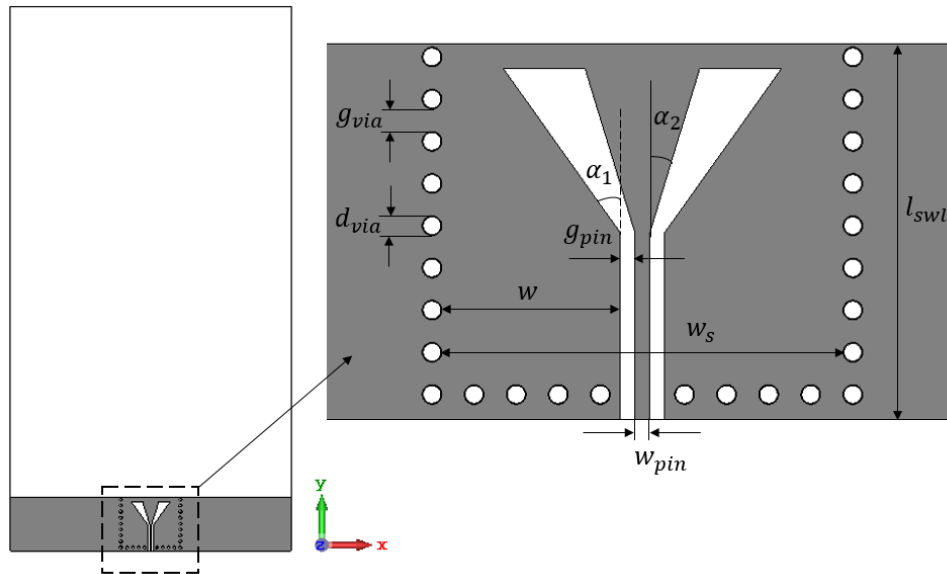 g_via
d_via
α_1
α_2
g_pin
l_swl
w
w_s
w_pin
y
z
x